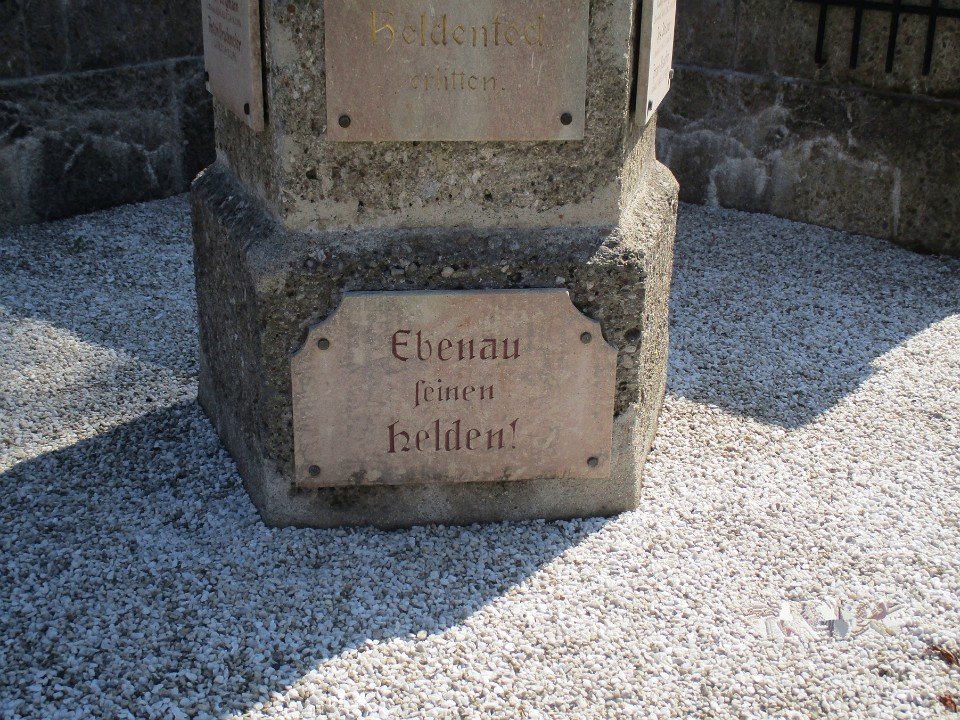 Heldentod
erlitten.
Ebenau
seinen
Helden!